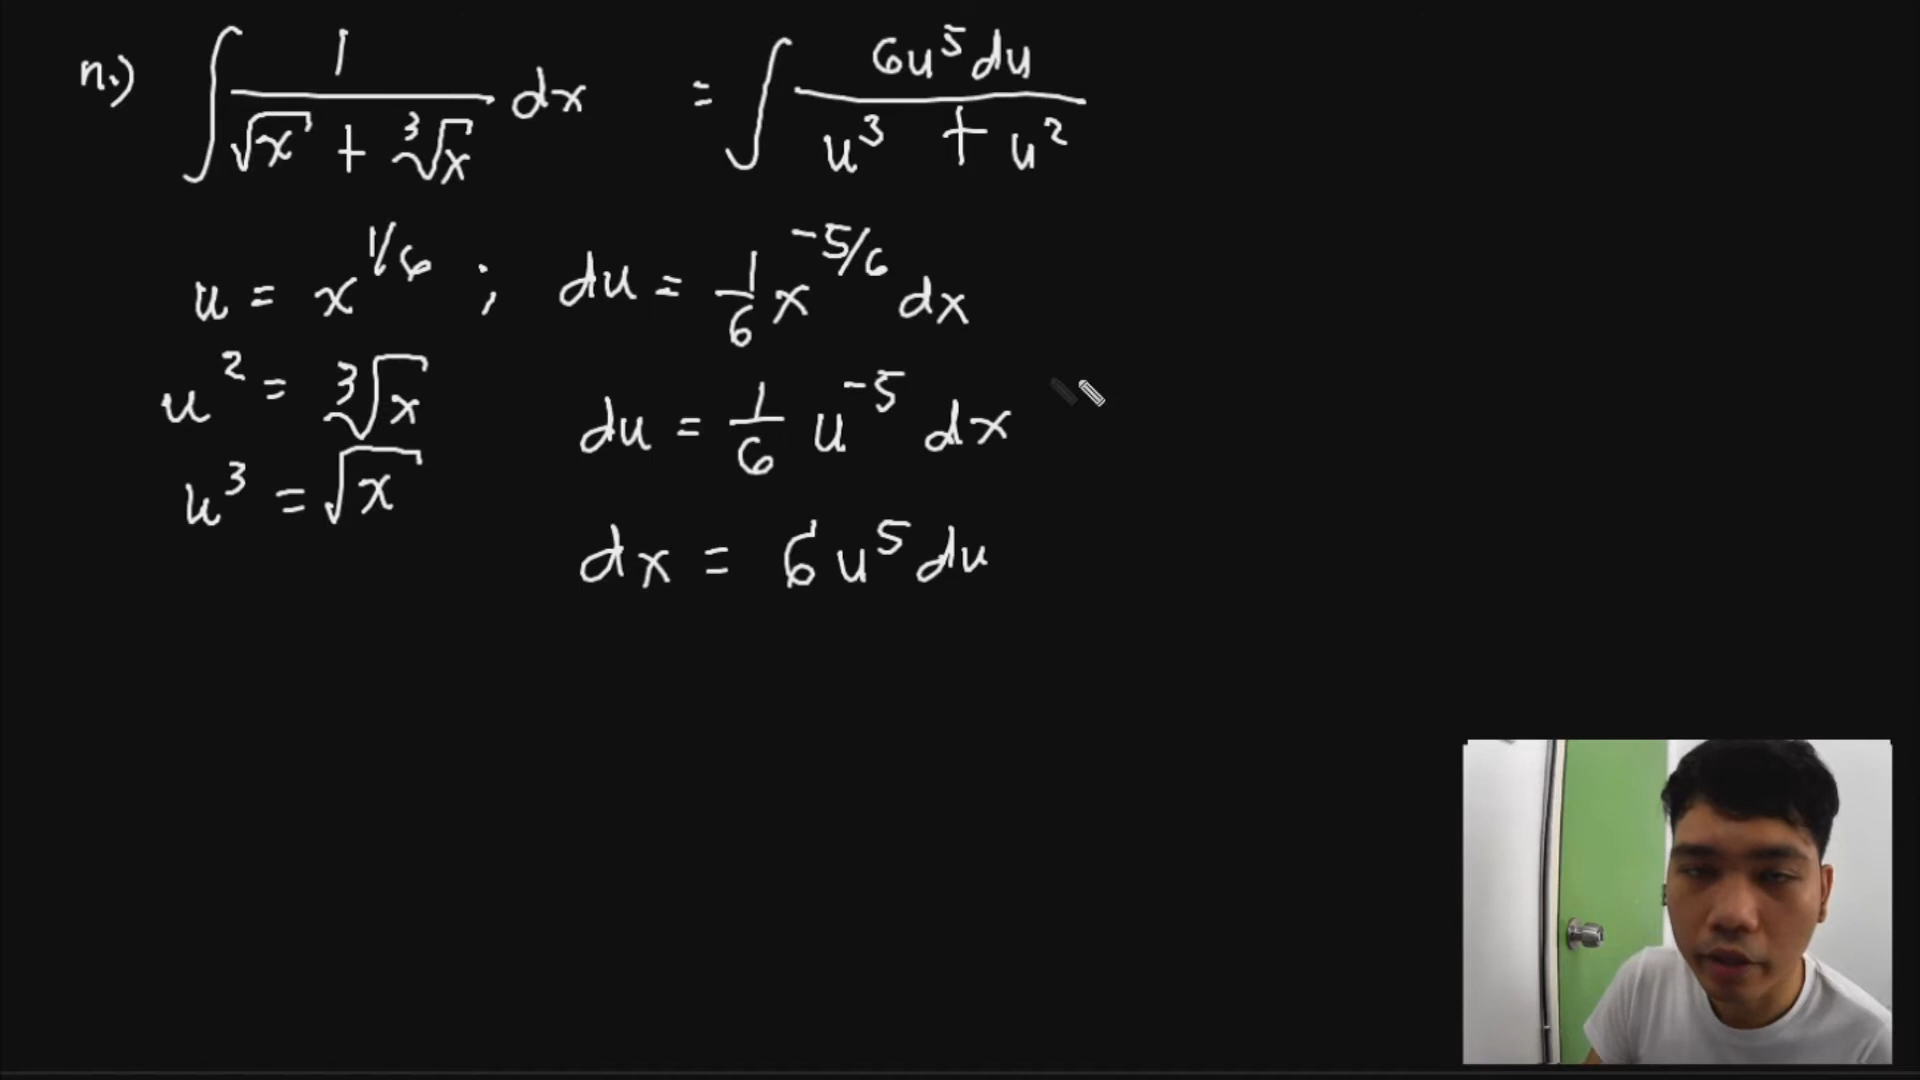 n.) ∫ 1/(√x + ∛x) dx = ∫ 6u⁵du/(u³ + u²)
u = x^(1/6) ; du = 1/6 x^(-5/6) dx
u² = ∛x
du = 1/6 u⁻⁵ dx
u³ = √x
dx = 6u⁵du